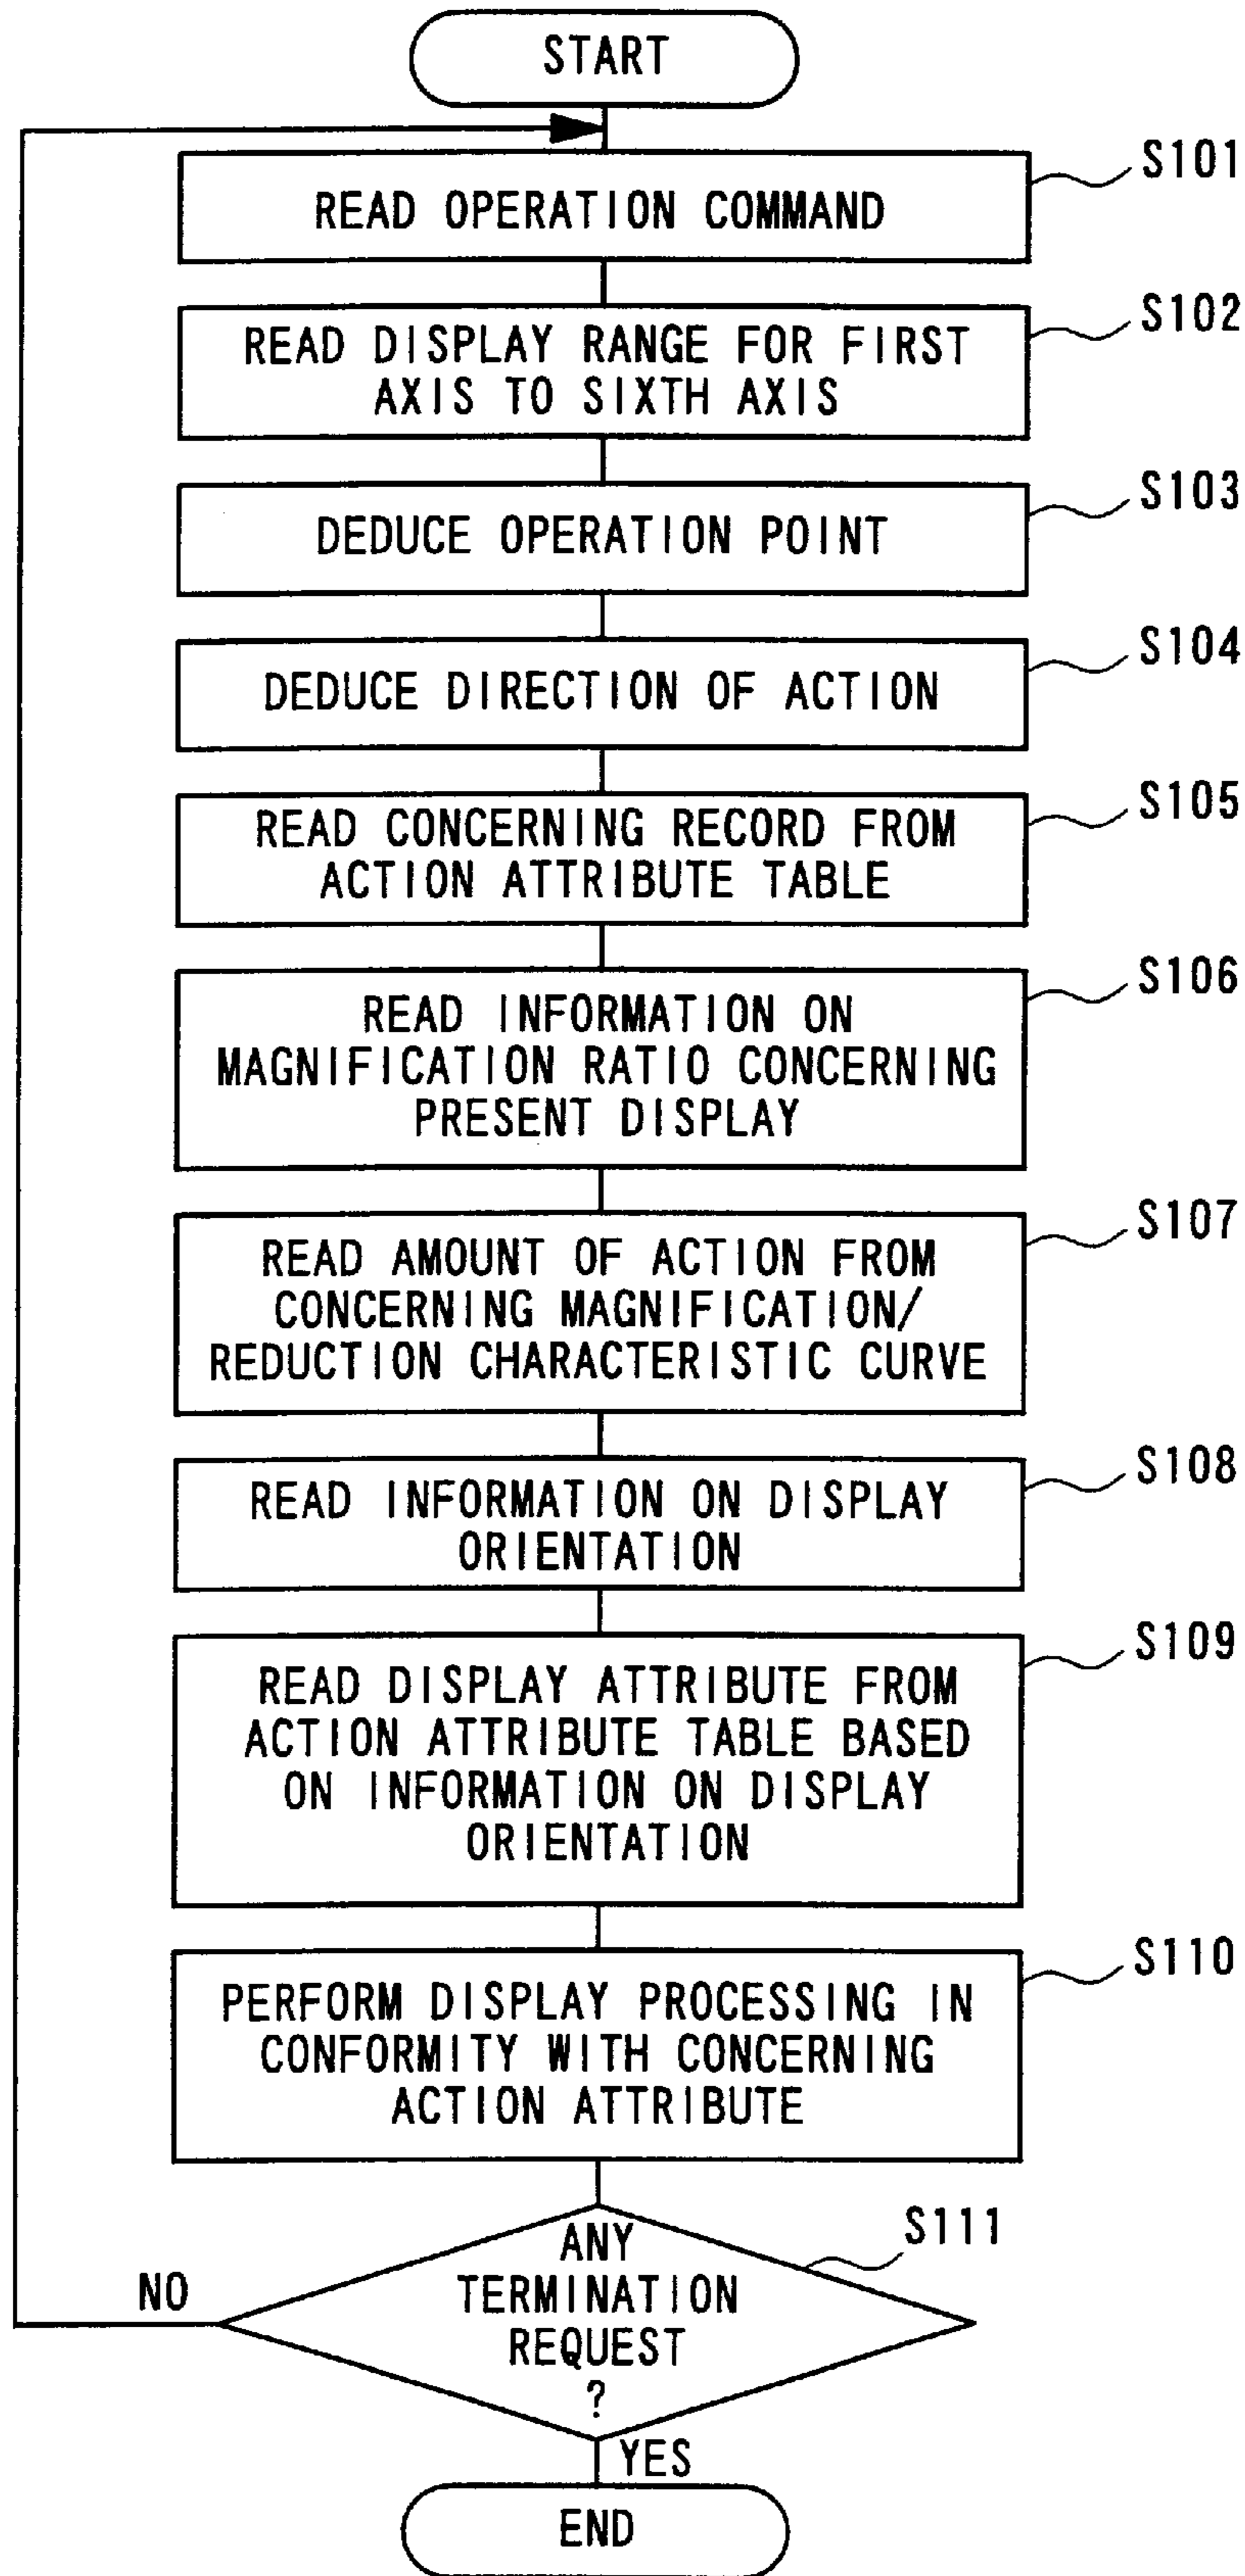 START
S101
READ OPERATION COMMAND
S102
READ DISPLAY RANGE FOR FIRST
AXIS TO SIXTH AXIS
S103
DEDUCE OPERATION POINT
S104
DEDUCE DIRECTION OF ACTION
S105
READ CONCERNING RECORD FROM
ACTION ATTRIBUTE TABLE
S106
READ INFORMATION ON
MAGNIFICATION RATIO CONCERNING
PRESENT DISPLAY
S107
READ AMOUNT OF ACTION FROM
CONCERNING MAGNIFICATION/
REDUCTION CHARACTERISTIC CURVE
S108
READ INFORMATION ON DISPLAY
ORIENTATION
S109
READ DISPLAY ATTRIBUTE FROM
ACTION ATTRIBUTE TABLE BASED
ON INFORMATION ON DISPLAY
ORIENTATION
S110
PERFORM DISPLAY PROCESSING IN
CONFORMITY WITH CONCERNING
ACTION ATTRIBUTE
S111
ANY
TERMINATION
REQUEST
?
NO
YES
END